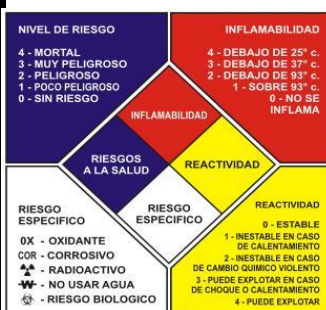 NIVEL DE RIESGO
4 - MORTAL
3 - MUY PELIGROSO
2 - PELIGROSO
1 - POCO PELIGROSO
0 - SIN RIESGO
INFLAMABILIDAD
4 - DEBAJO DE 25° c.
3 - DEBAJO DE 37° c.
2 - DEBAJO DE 93° c.
1 - SOBRE 93° c.
0 - NO SE
INFLAMA
INFLAMABILIDAD
RIESGOS
A LA SALUD
REACTIVIDAD
RIESGO
ESPECIFICO
RIESGO
ESPECIFICO
0X - OXIDANTE
COR - CORROSIVO
- RADIOACTIVO
W - NO USAR AGUA
- RIESGO BIOLOGICO
REACTIVIDAD
0 - ESTABLE
1 - INESTABLE EN CASO
DE CALENTAMIENTO
2 - INESTABLE EN CASO
DE CAMBIO QUIMICO VIOLENTO
3 - PUEDE EXPLOTAR EN CASO
DE CHOQUE O CALENTAMIENTO
4 - PUEDE EXPLOTAR